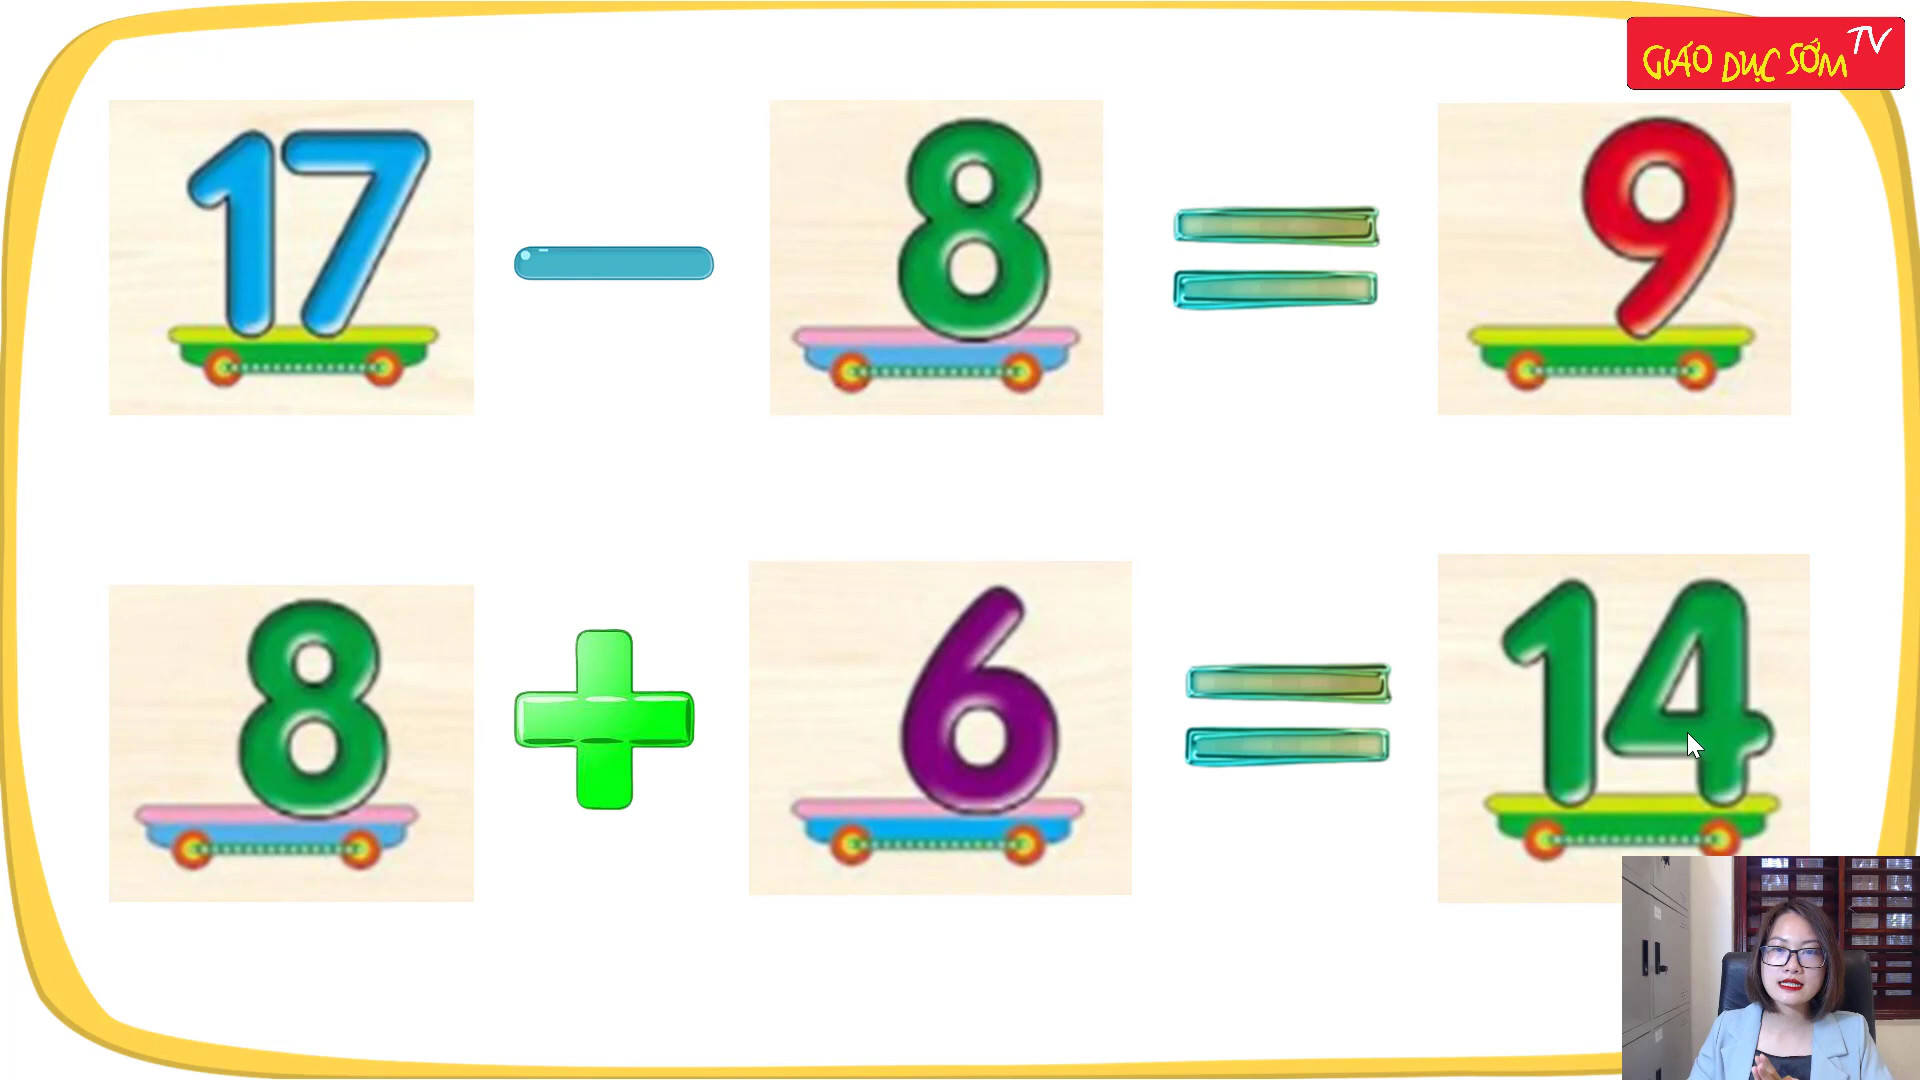 GIÁO DỤC SỚM TV
17 - 8 = 9
8 + 6 = 14